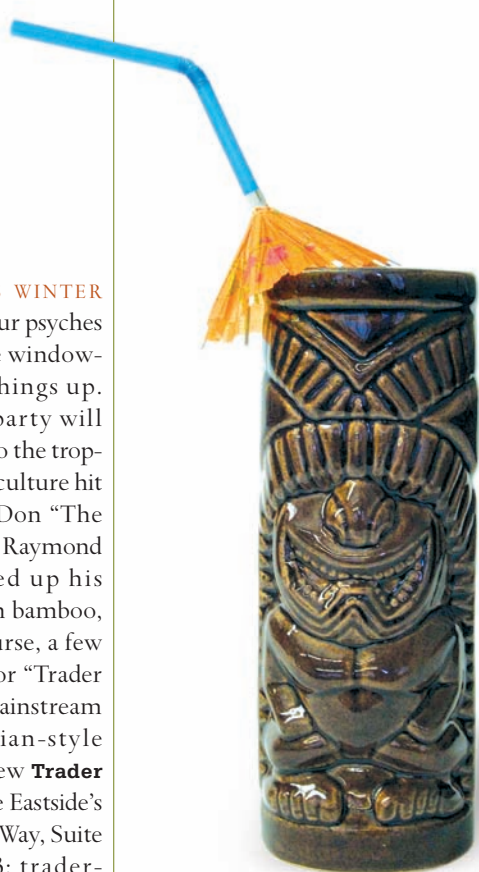 WINTER
ur psyches
window-
hings up.
party will
o the trop-
culture hit
Don “The
Raymond
ed up his
n bamboo,
urse, a few
or “Trader
ainstream
ian-style
ew Trader
e Eastside’s
Way, Suite
3; trader-